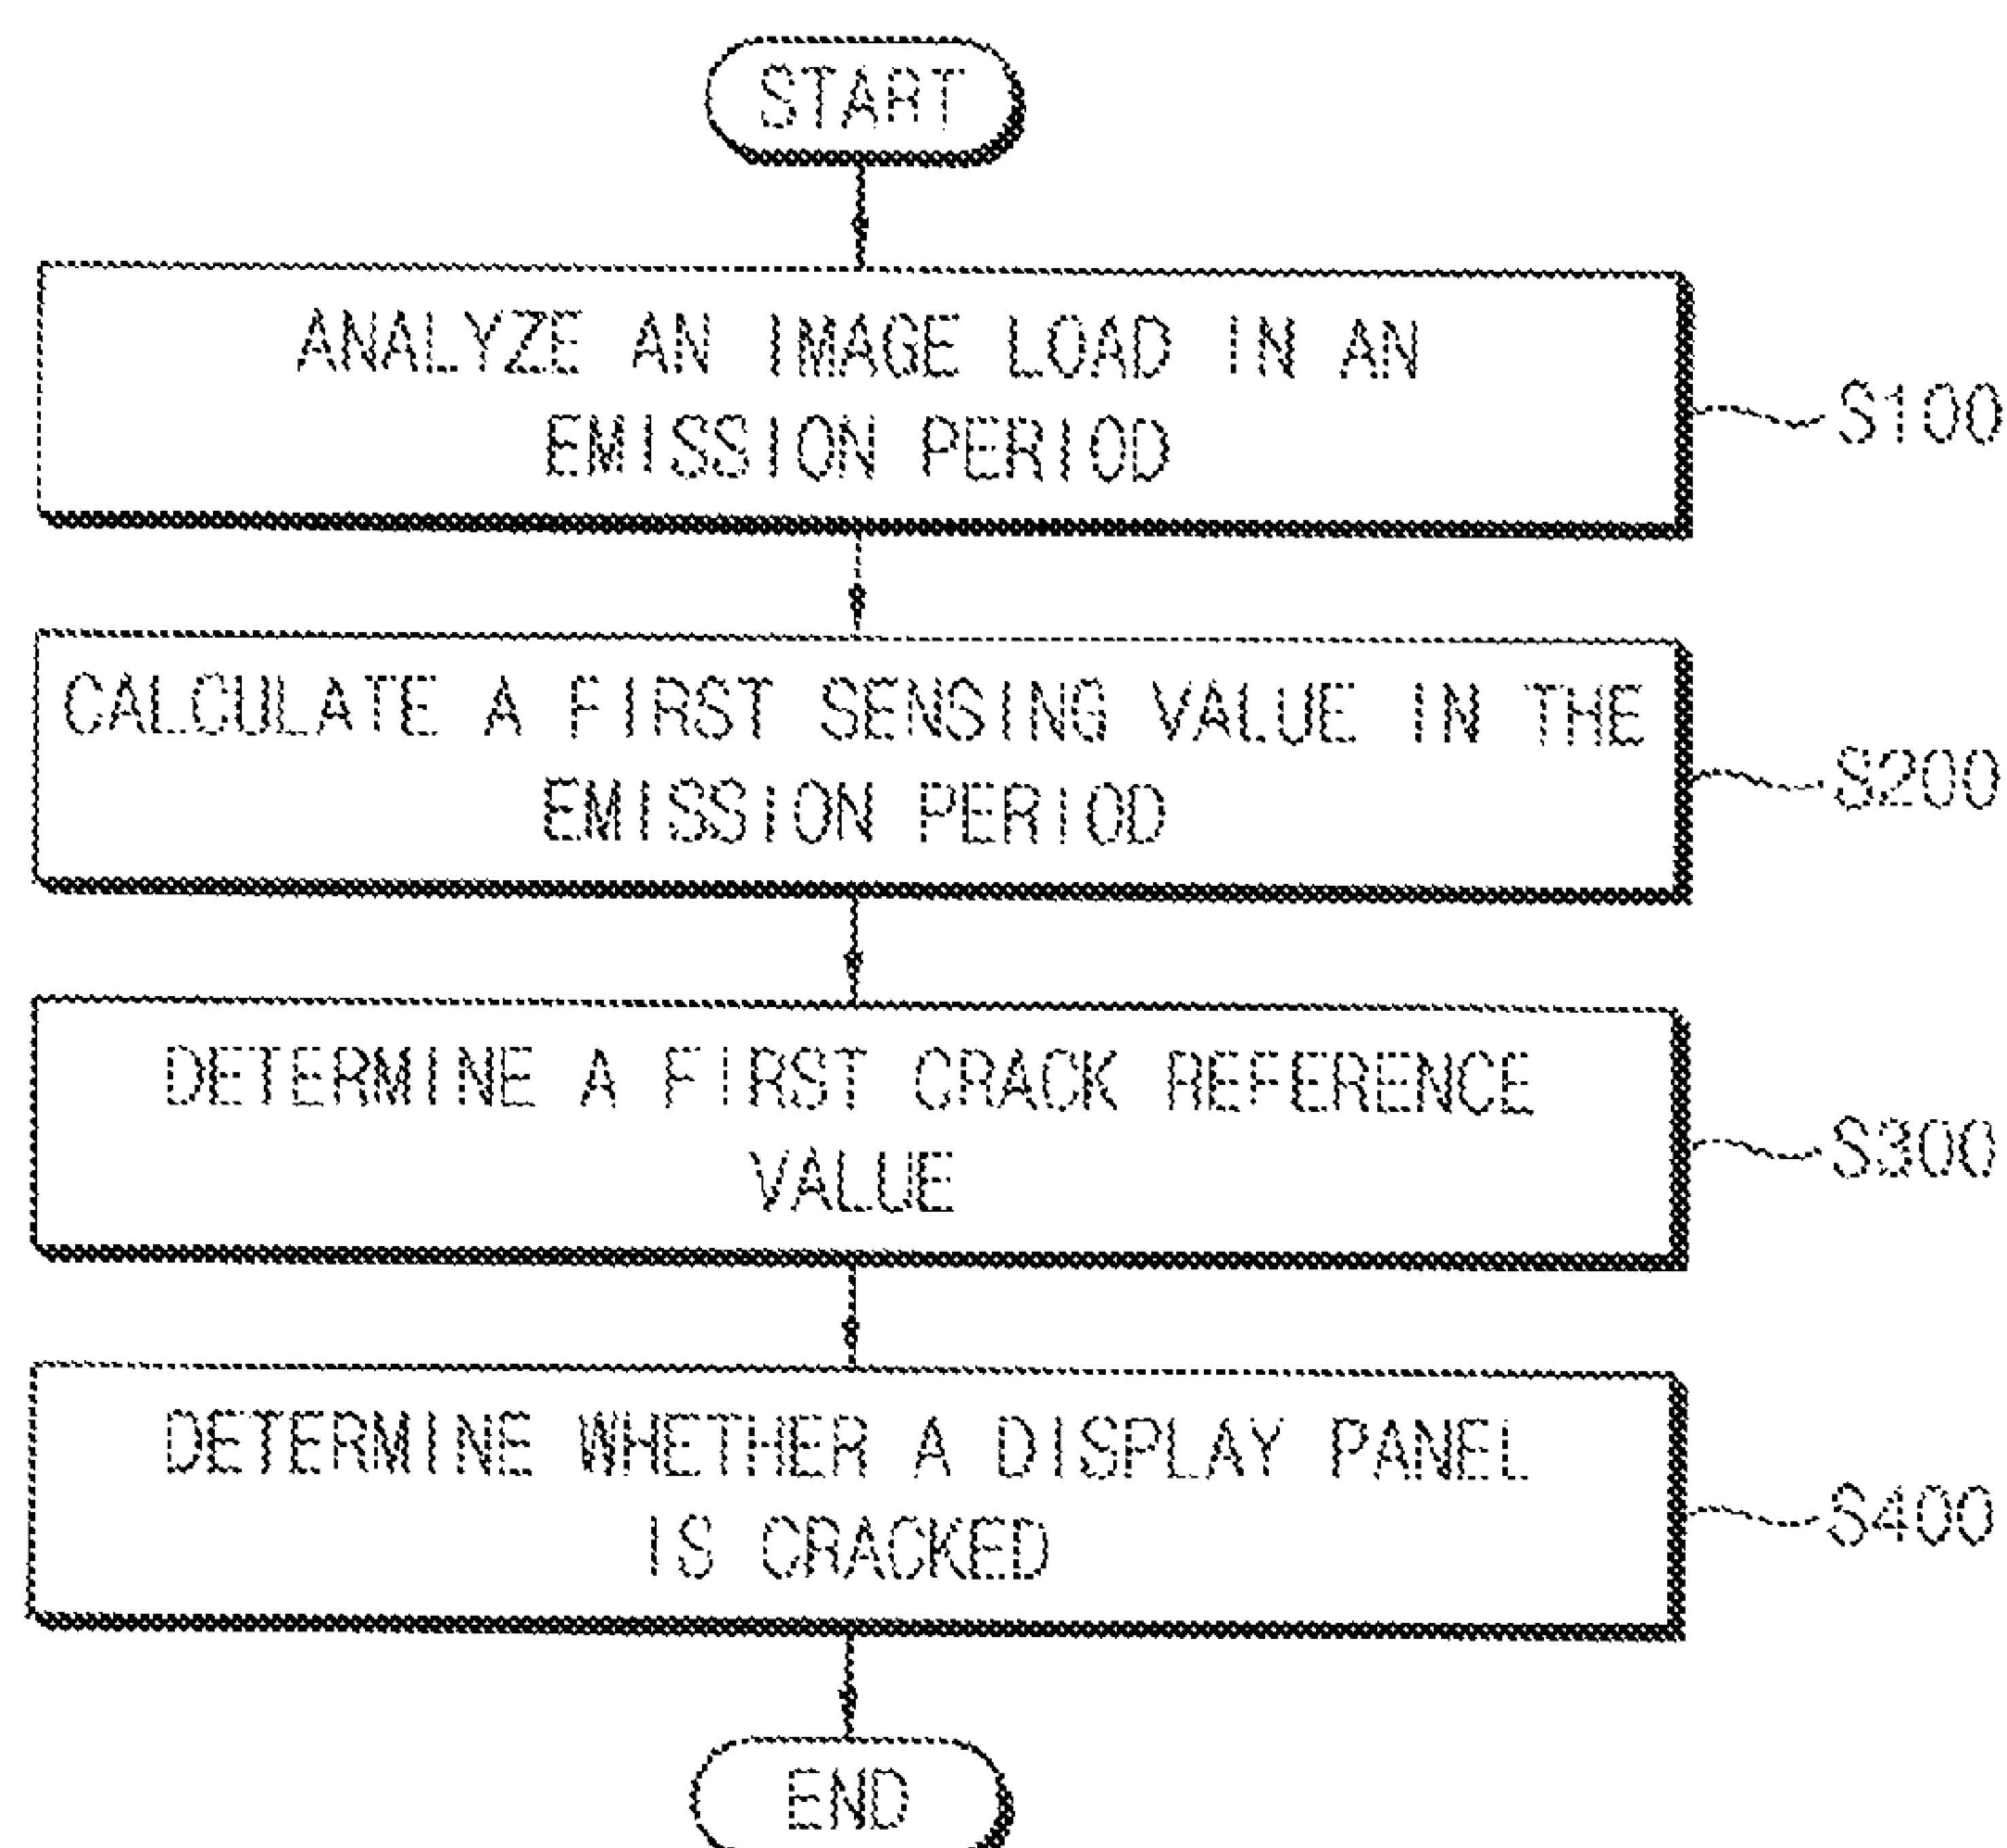 START
ANALYZE AN IMAGE LOAD IN AN
EMISSION PERIOD
S100
CALCULATE A FIRST SENSING VALUE IN THE
EMISSION PERIOD
S200
DETERMINE A FIRST CRACK REFERENCE
VALUE
S300
DETERMINE WHETHER A DISPLAY PANEL
IS CRACKED
S400
END